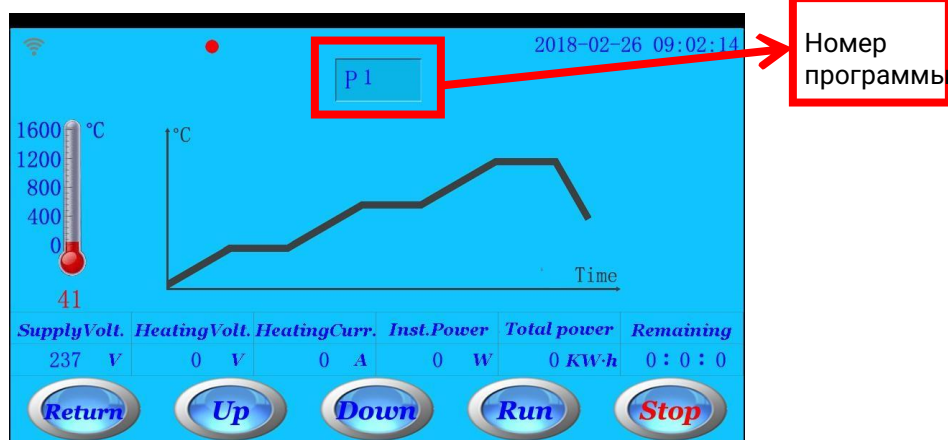 2018-02-26 09:02:14
P 1
Номер
программы
1600 °C
1200
800
400
0
41
°C
Time
SupplyVolt. HeatingVolt. HeatingCurr. Inst.Power Total power Remaining
237 V 0 V 0 A 0 W 0 KW·h 0 : 0 : 0
Return Up Down Run Stop